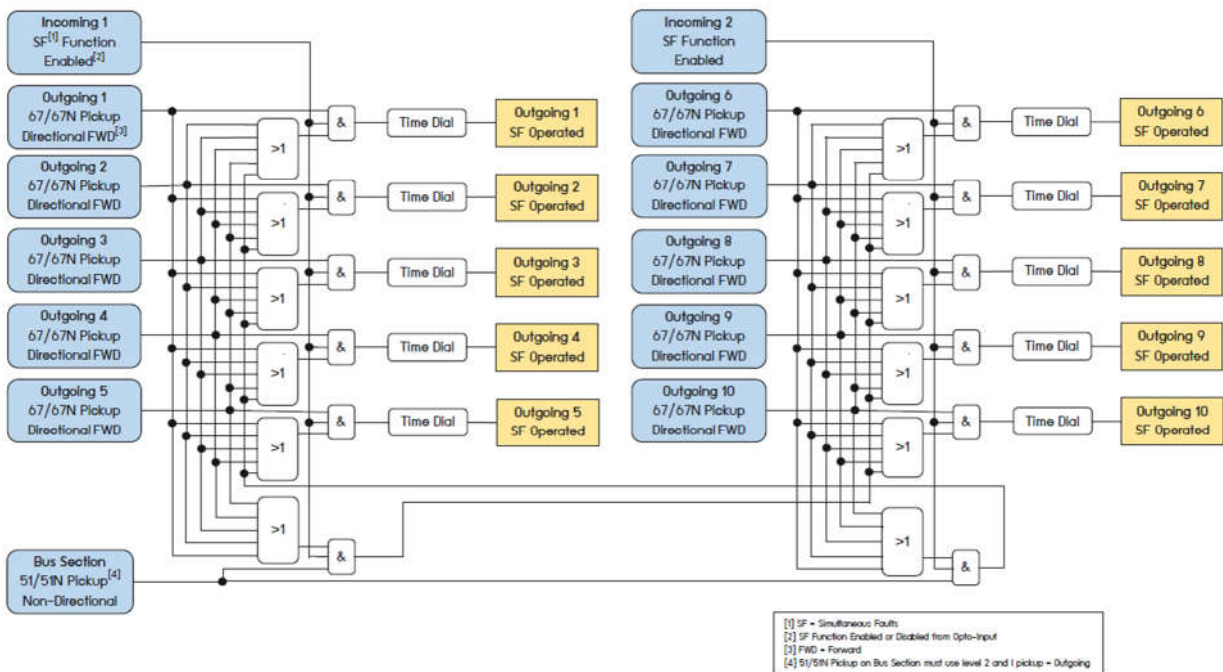 Incoming 1
SF[1] Function
Enabled[2]
Outgoing 1
67/67N Pickup
Directional FWD[3]
Outgoing 2
67/67N Pickup
Directional FWD
Outgoing 3
67/67N Pickup
Directional FWD
Outgoing 4
67/67N Pickup
Directional FWD
Outgoing 5
67/67N Pickup
Directional FWD
Bus Section
51/51N Pickup[4]
Non-Directional
>1
>1
>1
>1
>1
>1
&
&
&
&
&
&
Time Dial
Time Dial
Time Dial
Time Dial
Time Dial
Outgoing 1
SF Operated
Outgoing 2
SF Operated
Outgoing 3
SF Operated
Outgoing 4
SF Operated
Outgoing 5
SF Operated
Incoming 2
SF Function
Enabled
Outgoing 6
67/67N Pickup
Directional FWD
Outgoing 7
67/67N Pickup
Directional FWD
Outgoing 8
67/67N Pickup
Directional FWD
Outgoing 9
67/67N Pickup
Directional FWD
Outgoing 10
67/67N Pickup
Directional FWD
>1
>1
>1
>1
>1
>1
&
&
&
&
&
&
Time Dial
Time Dial
Time Dial
Time Dial
Time Dial
Outgoing 6
SF Operated
Outgoing 7
SF Operated
Outgoing 8
SF Operated
Outgoing 9
SF Operated
Outgoing 10
SF Operated
[1] SF = Simultaneous Faults
[2] SF Function Enabled or Disabled from Opto-Input
[3] FWD = Forward
[4] 51/51N Pickup on Bus Section must use level 2 and I pickup = Outgoing